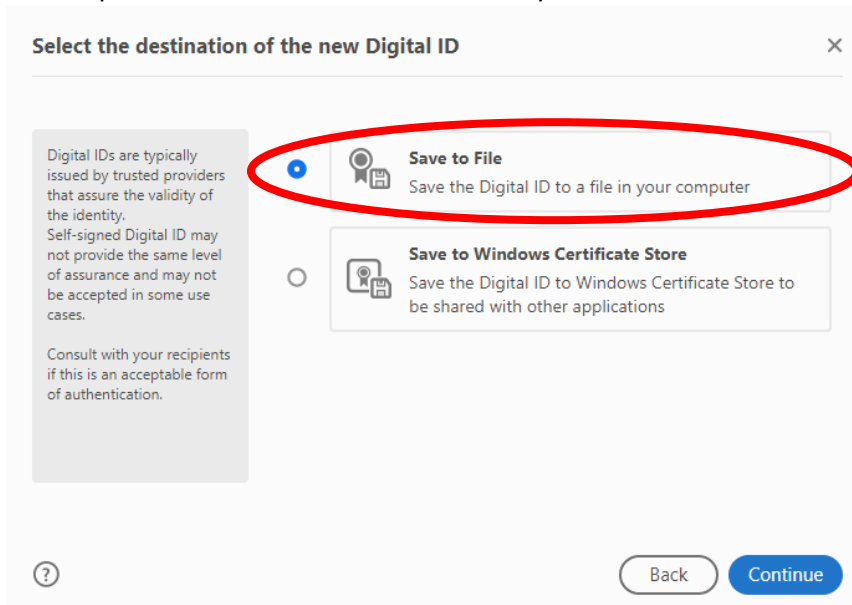 Select the destination of the new Digital ID
Digital IDs are typically
issued by trusted providers
that assure the validity of
the identity.
Self-signed Digital ID may
not provide the same level
of assurance and may not
be accepted in some use
cases.
Consult with your recipients
if this is an acceptable form
of authentication.
Save to File
Save the Digital ID to a file in your computer
Save to Windows Certificate Store
Save the Digital ID to Windows Certificate Store to
be shared with other applications
?
Back
Continue